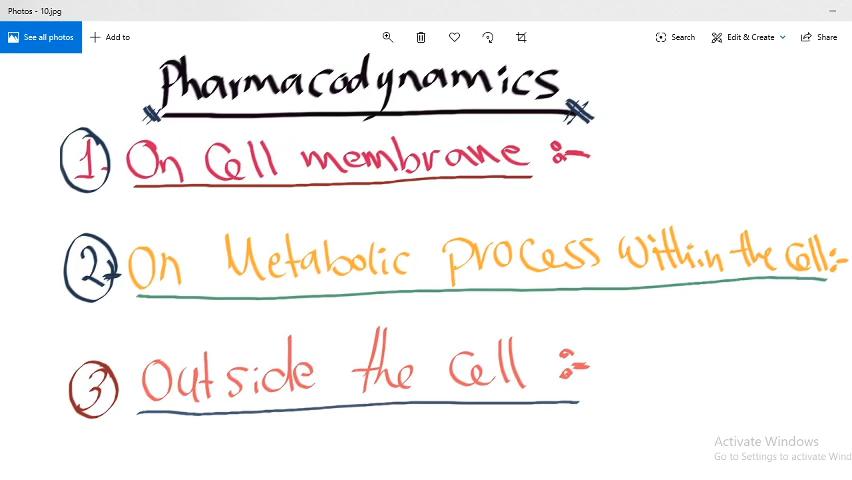 Photos - 10.jpg
See all photos
Add to
Search
Edit & Create
Share
Pharmacodynamics
1. On Cell membrane :-
2 On Metabolic process within the cell:-
3 Outside the cell :-
Activate Windows
Go to Settings to activate Wind